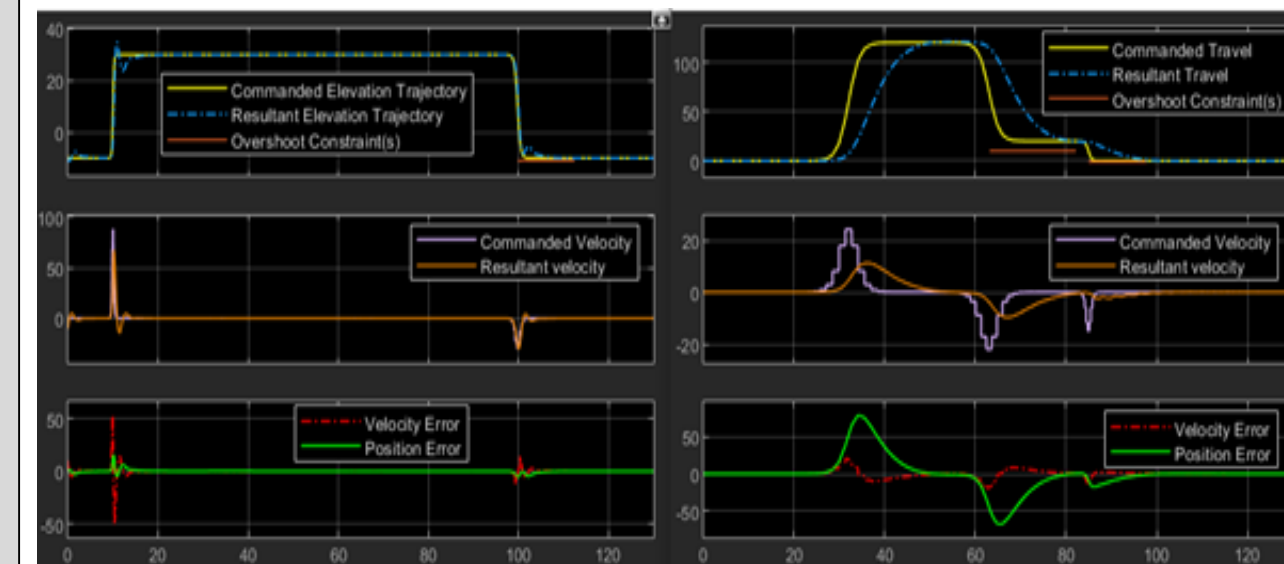 40
20
0
Commanded Elevation Trajectory
Resultant Elevation Trajectory
Overshoot Constraint(s)
100
50
0
Commanded Travel
Resultant Travel
Overshoot Constraint(s)
100
50
0
Commanded Velocity
Resultant velocity
20
0
-20
Commanded Velocity
Resultant velocity
50
0
-50
Velocity Error
Position Error
0 20 40 60 80 100 120
50
0
-50
Velocity Error
Position Error
0 20 40 60 80 100 120